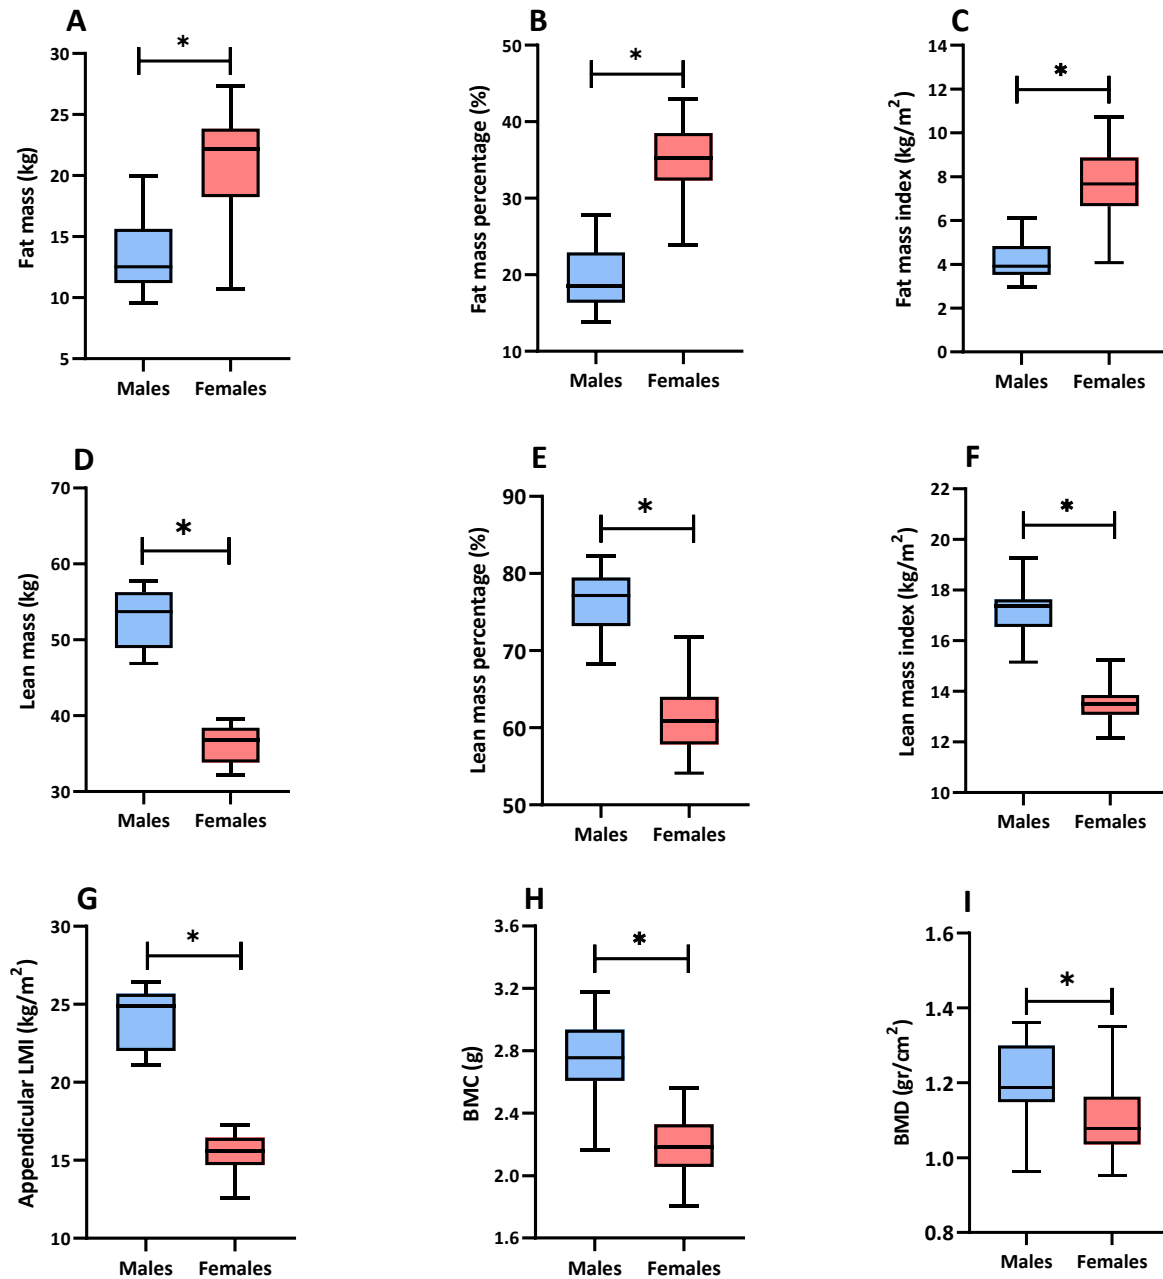 A
Fat mass (kg)
30
25
20
15
10
5
*
Males Females
B
Fat mass percentage (%)
50
40
30
20
10
*
Males Females
C
Fat mass index (kg/m²)
14
12
10
8
6
4
2
0
*
Males Females
D
Lean mass (kg)
70
60
50
40
30
*
Males Females
E
Lean mass percentage (%)
90
80
70
60
50
*
Males Females
F
Lean mass index (kg/m²)
22
20
18
16
14
12
10
*
Males Females
G
Appendicular LMI (kg/m²)
30
25
20
15
10
*
Males Females
H
BMC (g)
3.6
3.2
2.8
2.4
2.0
1.6
*
Males Females
I
BMD (gr/cm²)
1.6
1.4
1.2
1.0
0.8
*
Males Females